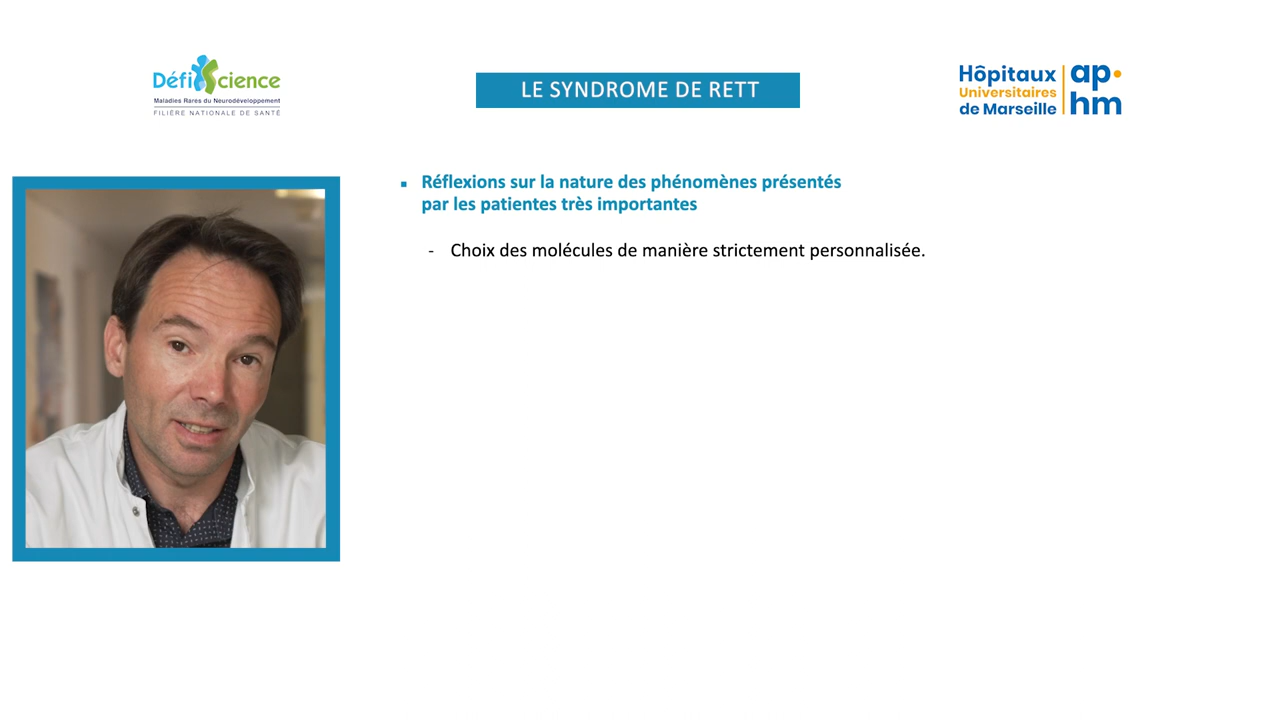 DéfiScience
Maladies Rares du Neurodéveloppement
FILIÈRE NATIONALE DE SANTÉ
LE SYNDROME DE RETT
Hôpitaux
Universitaires
de Marseille
ap.
hm
▪ Réflexions sur la nature des phénomènes présentés
par les patientes très importantes
- Choix des molécules de manière strictement personnalisée.